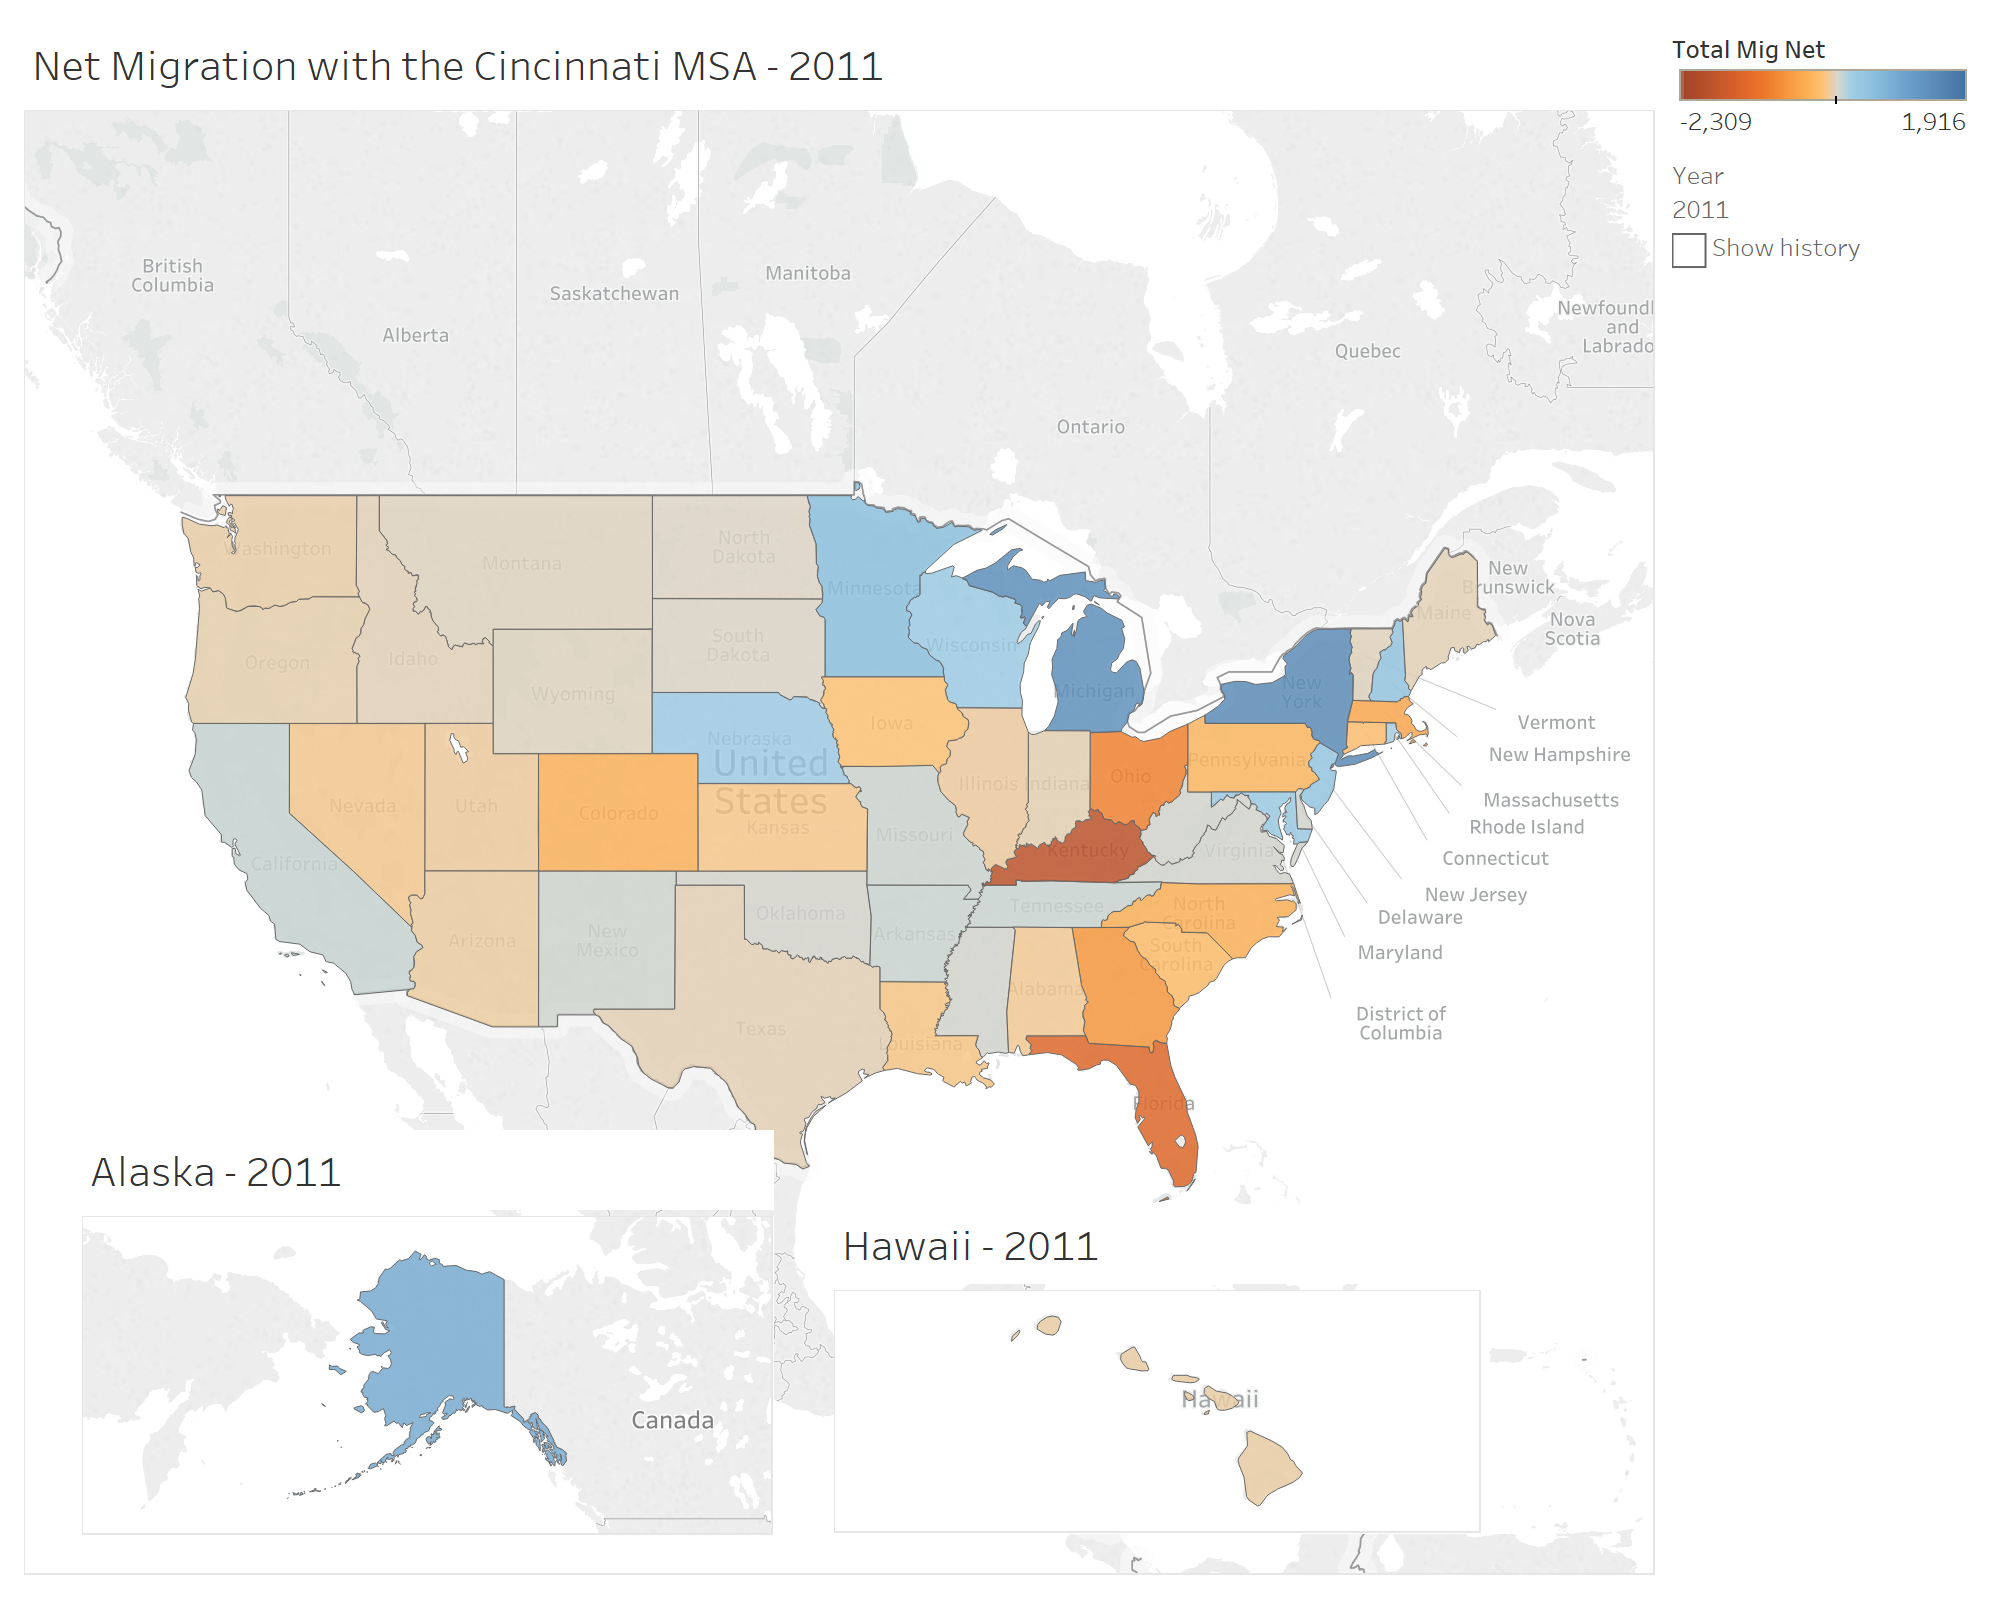 Net Migration with the Cincinnati MSA - 2011
Total Mig Net
-2,309
1,916
Year
2011
Show history
British
Columbia
Alberta
Saskatchewan
Manitoba
Ontario
Quebec
Newfoundl
and
Labrado
New
Brunswick
Nova
Scotia
Washington
Montana
North
Dakota
Minnesota
Oregon
Idaho
Wyoming
South
Dakota
Wisconsin
Michigan
New
York
Maine
Nebraska
United
States
Iowa
Nevada
Utah
Colorado
Kansas
Illinois
Indiana
Ohio
Pennsylvania
California
Missouri
Kentucky
Virginia
Arizona
New
Mexico
Oklahoma
Arkansas
Tennessee
North
Carolina
South
Carolina
Texas
Louisiana
Alabama
Florida
Vermont
New Hampshire
Massachusetts
Rhode Island
Connecticut
New Jersey
Delaware
Maryland
District of
Columbia
Alaska - 2011
Canada
Hawaii - 2011
Hawaii